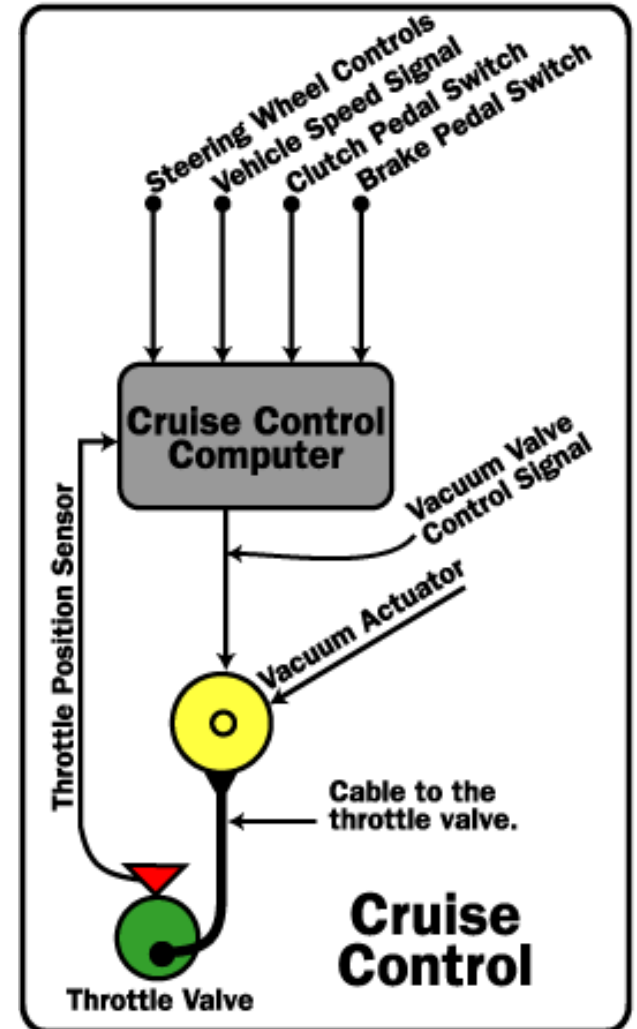 Steering Wheel Controls
Vehicle Speed Signal
Clutch Pedal Switch
Brake Pedal Switch
Cruise Control
Computer
Vacuum Valve
Control Signal
Throttle Position Sensor
Vacuum Actuator
Cable to the
throttle valve.
Cruise
Control
Throttle Valve